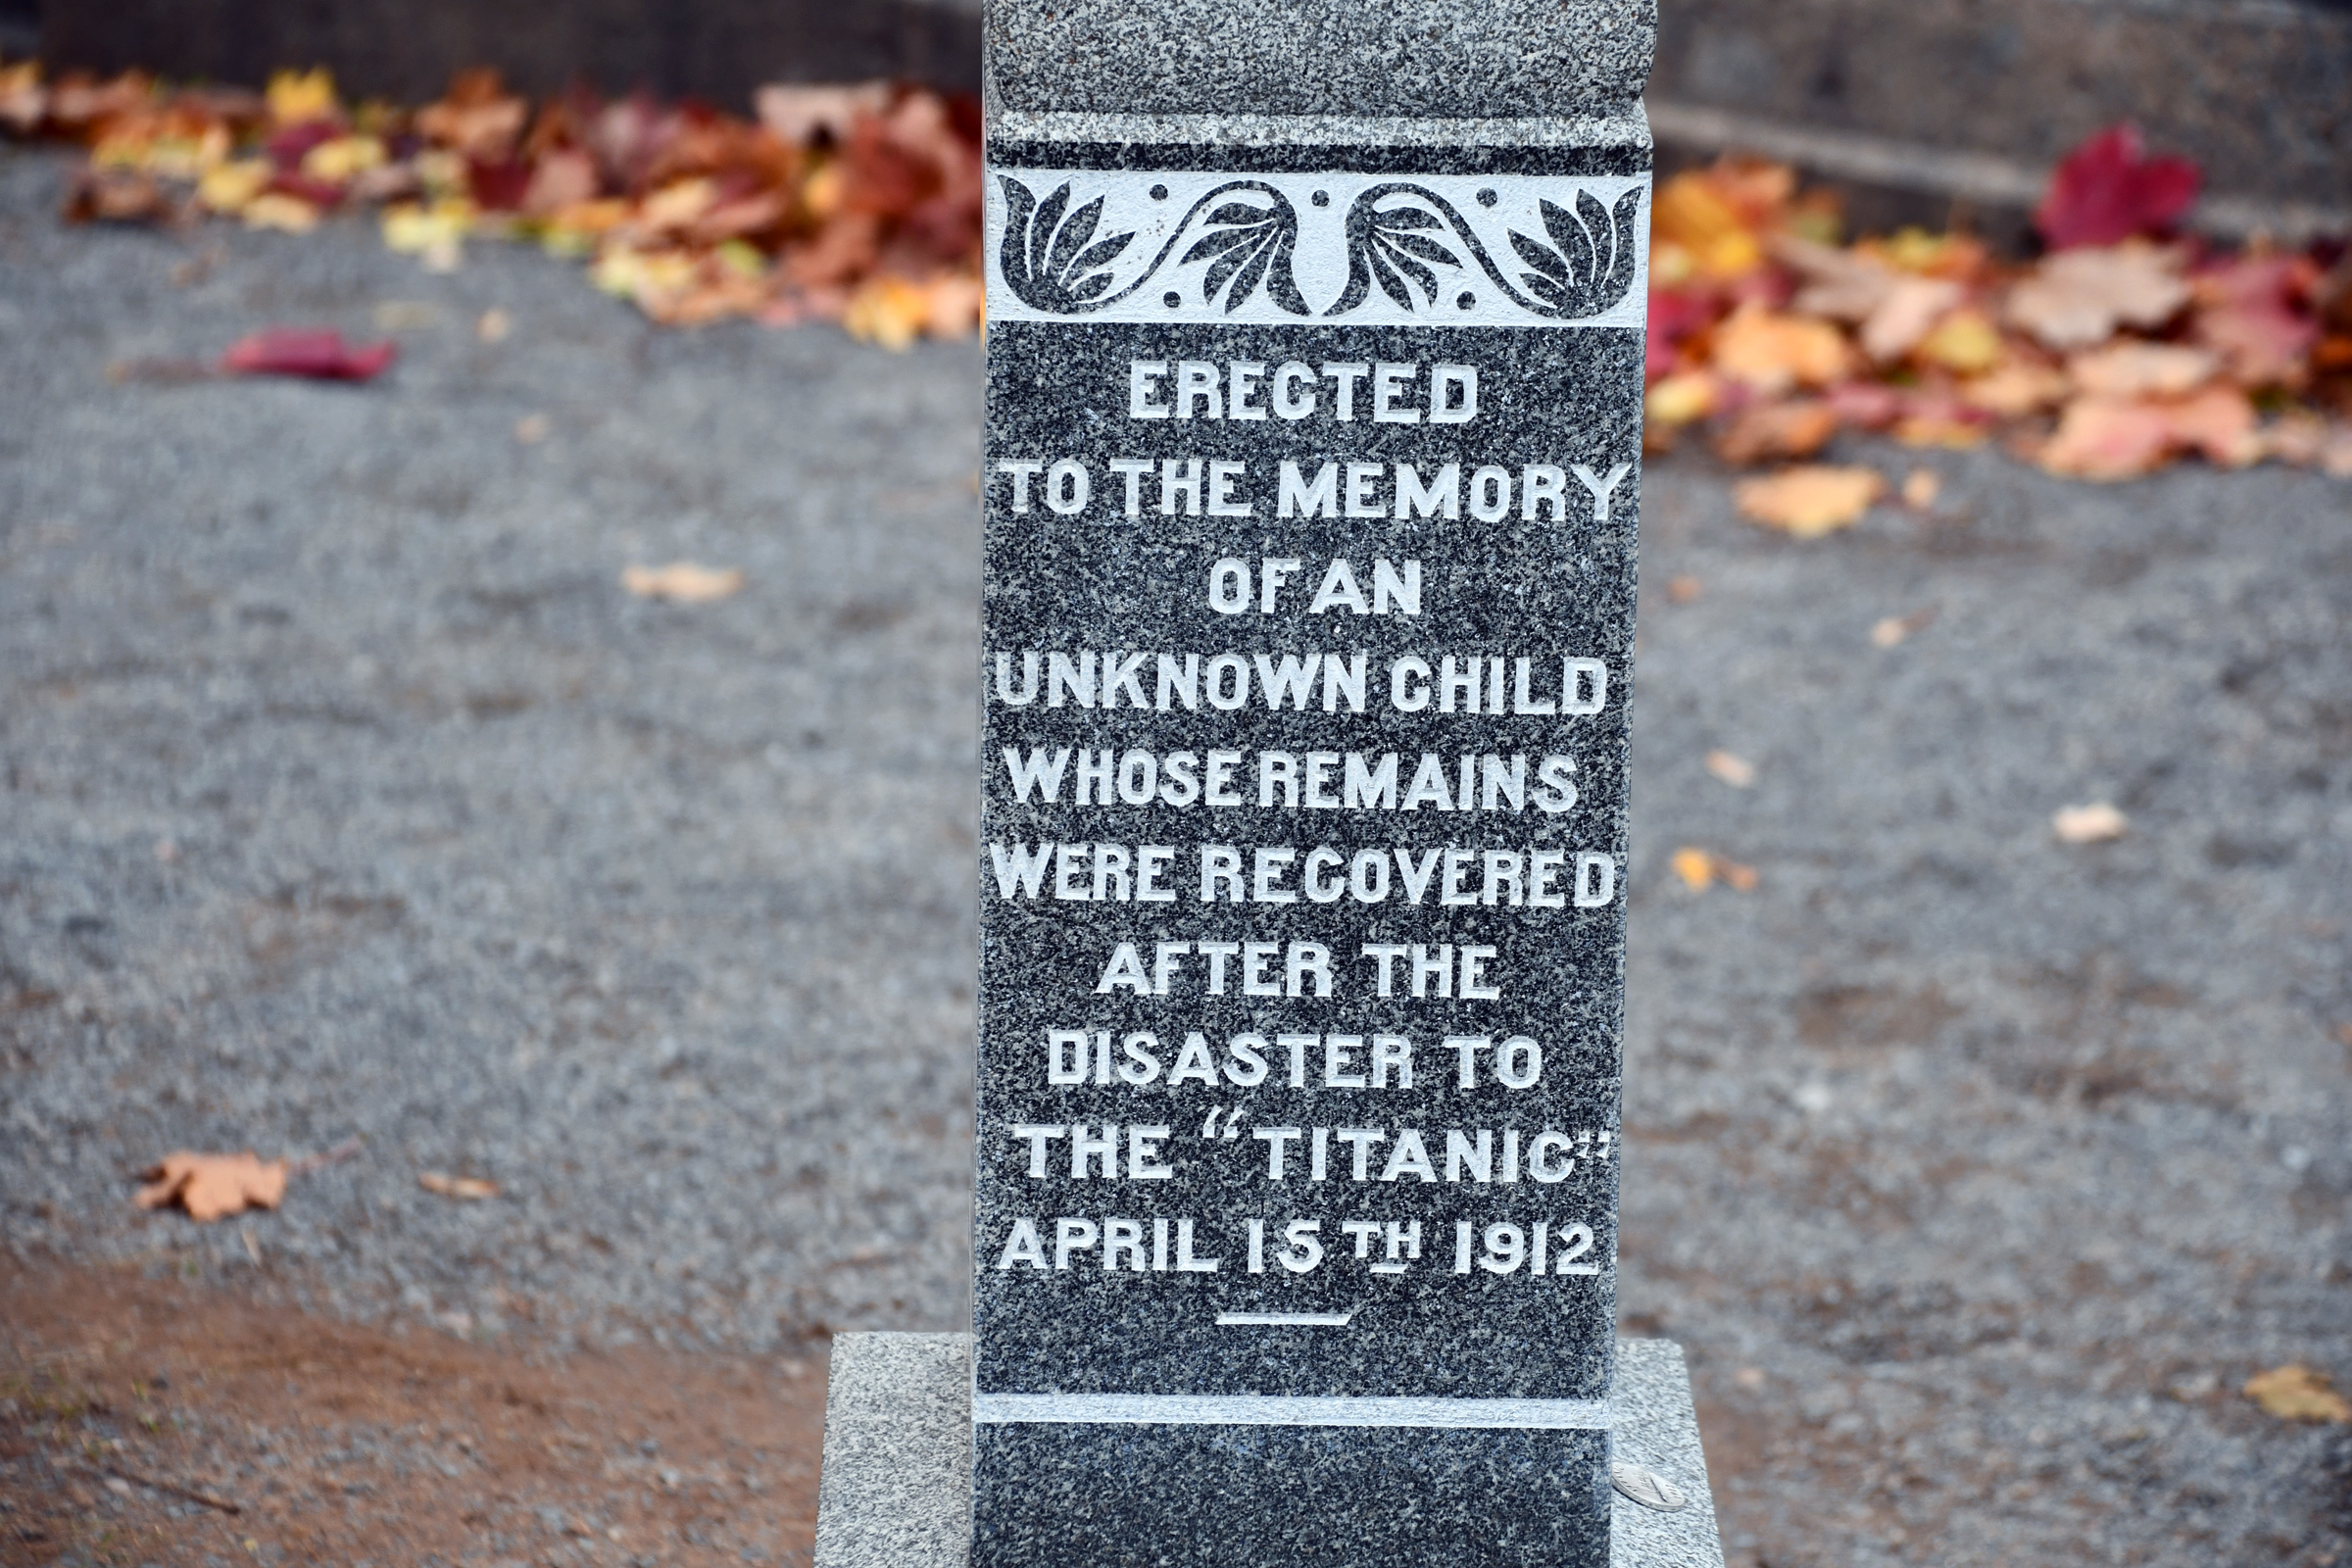 ERECTED
TO THE MEMORY
OF AN
UNKNOWN CHILD
WHOSE REMAINS
WERE RECOVERED
AFTER THE
DISASTER TO
THE "TITANIC"
APRIL 15TH 1912